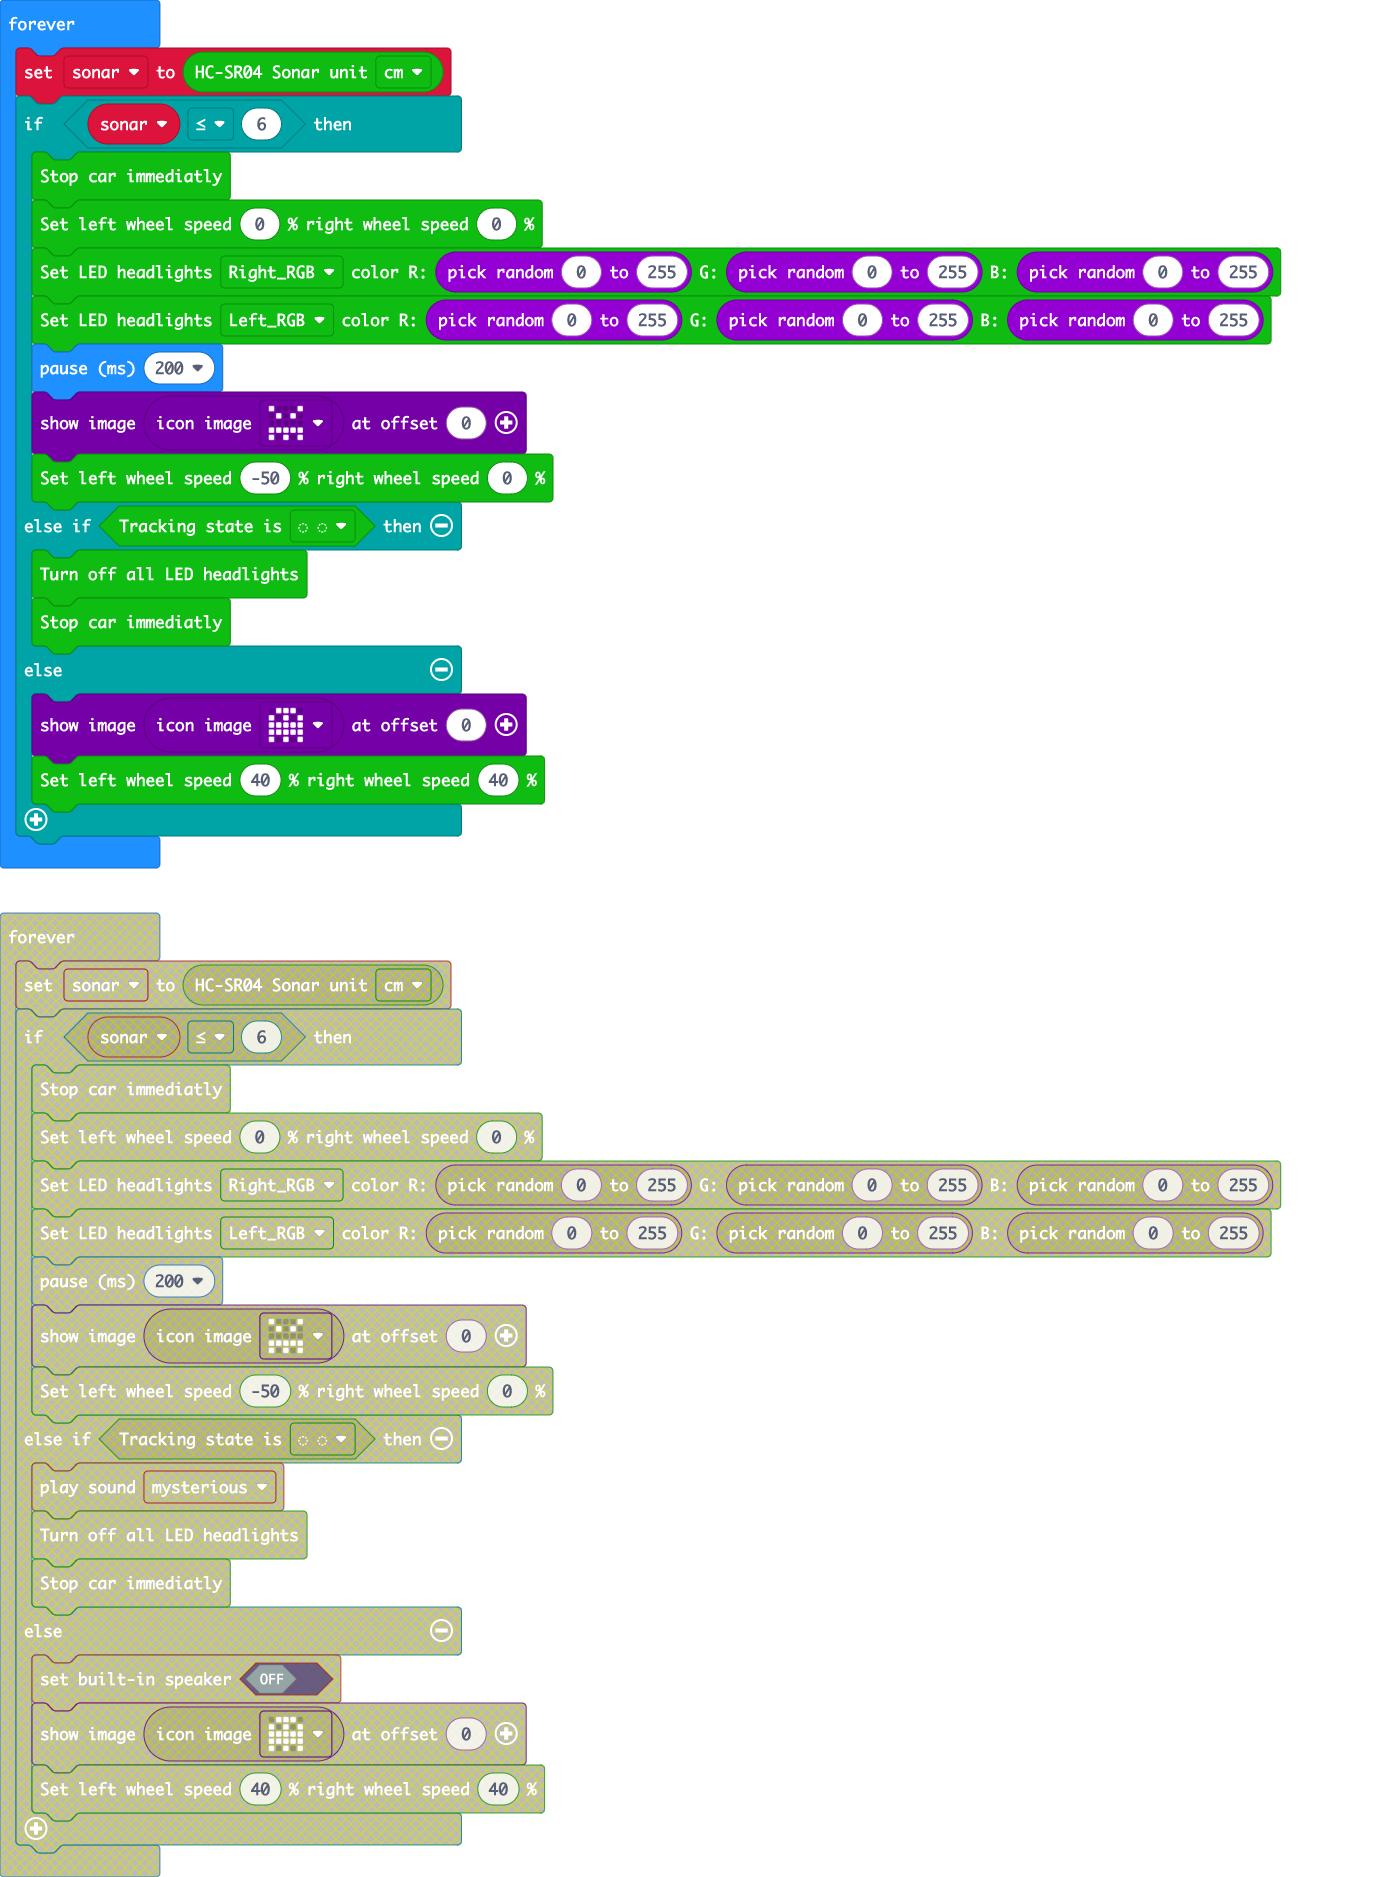 forever
set sonar to HC-SR04 Sonar unit cm
if sonar ≤ 6 then
Stop car immediatly
Set left wheel speed 0 % right wheel speed 0 %
Set LED headlights Right_RGB color R: pick random 0 to 255 G: pick random 0 to 255 B: pick random 0 to 255
Set LED headlights Left_RGB color R: pick random 0 to 255 G: pick random 0 to 255 B: pick random 0 to 255
pause (ms) 200
show image icon image at offset 0
Set left wheel speed -50 % right wheel speed 0 %
else if Tracking state is ◌ ◌ then
Turn off all LED headlights
Stop car immediatly
else
show image icon image at offset 0
Set left wheel speed 40 % right wheel speed 40 %
forever
set sonar to HC-SR04 Sonar unit cm
if sonar ≤ 6 then
Stop car immediatly
Set left wheel speed 0 % right wheel speed 0 %
Set LED headlights Right_RGB color R: pick random 0 to 255 G: pick random 0 to 255 B: pick random 0 to 255
Set LED headlights Left_RGB color R: pick random 0 to 255 G: pick random 0 to 255 B: pick random 0 to 255
pause (ms) 200
show image icon image at offset 0
Set left wheel speed -50 % right wheel speed 0 %
else if Tracking state is ◌ ◌ then
play sound mysterious
Turn off all LED headlights
Stop car immediatly
else
set built-in speaker OFF
show image icon image at offset 0
Set left wheel speed 40 % right wheel speed 40 %